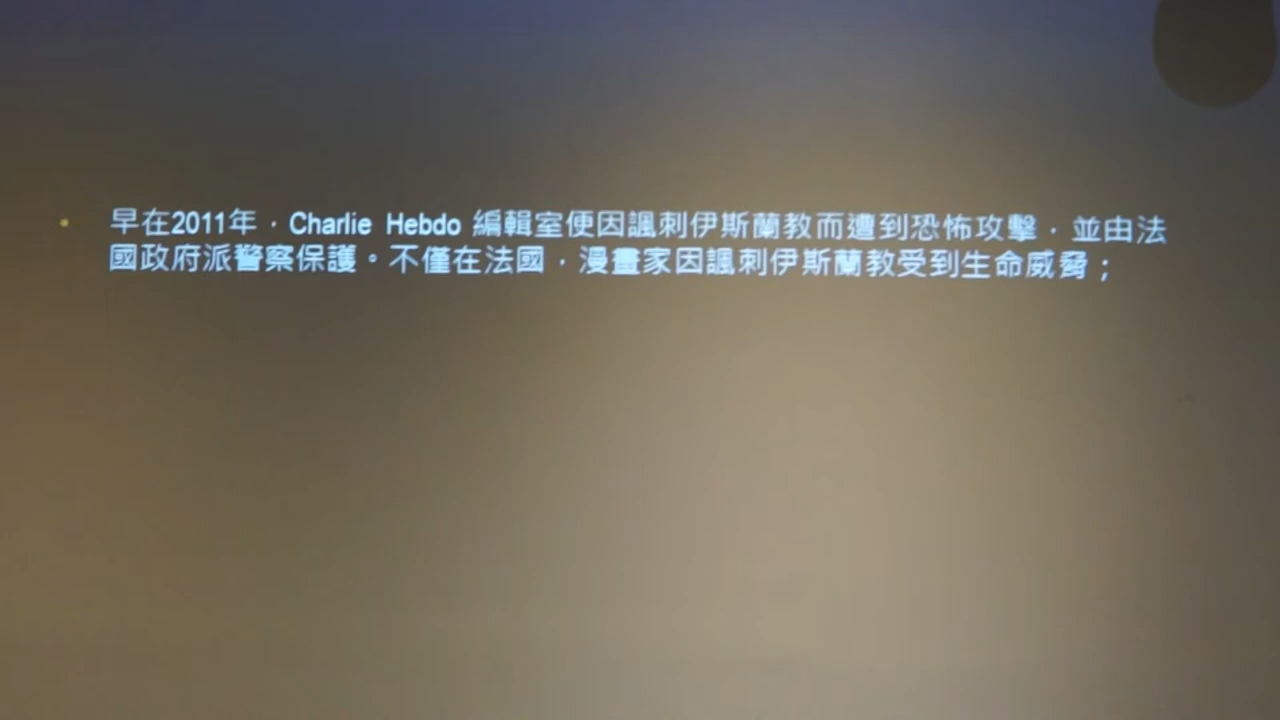 • 早在2011年，Charlie Hebdo 編輯室便因諷刺伊斯蘭教而遭到恐怖攻擊，並由法
國政府派警察保護。不僅在法國，漫畫家因諷刺伊斯蘭教受到生命威脅；